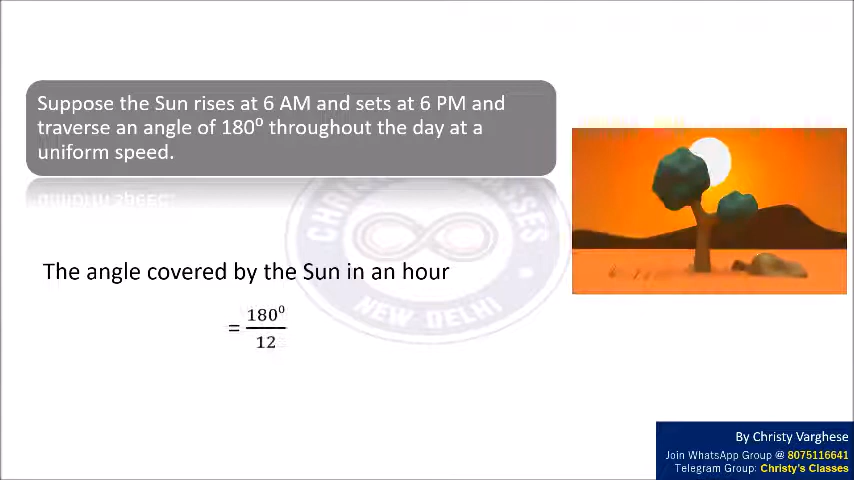 Suppose the Sun rises at 6 AM and sets at 6 PM and
traverse an angle of 180⁰ throughout the day at a
uniform speed.
The angle covered by the Sun in an hour
= 180⁰/12
NEW DELHI
By Christy Varghese
Join WhatsApp Group @ 8075116641
Telegram Group: Christy's Classes